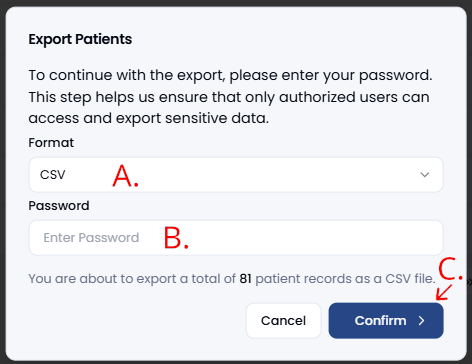 Export Patients
To continue with the export, please enter your password.
This step helps us ensure that only authorized users can
access and export sensitive data.
Format
CSV A.
Password
Enter Password B.
You are about to export a total of 81 patient records as a CSV file.
C.
Cancel Confirm